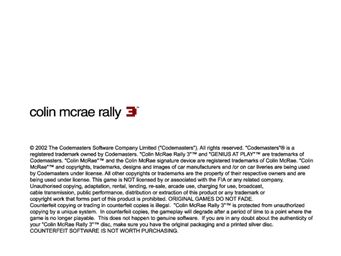 colin mcrae rally 3™
© 2002 The Codemasters Software Company Limited ("Codemasters"). All rights reserved. "Codemasters"® is a
registered trademark owned by Codemasters. "Colin McRae Rally 3"™ and "GENIUS AT PLAY"™ are trademarks of
Codemasters. "Colin McRae"™ and the Colin McRae signature device are registered trademarks of Colin McRae. "Colin
McRae"™ and copyrights, trademarks, designs and images of car manufacturers and /or on car liveries are being used
by Codemasters under license. All other copyrights or trademarks are the property of their respective owners and are
being used under license. This game is NOT licensed by or associated with the FIA or any related company.
Unauthorised copying, adaptation, rental, lending, re-sale, arcade use, charging for use, broadcast,
cable transmission, public performance, distribution or extraction of this product or any trademark or
copyright work that forms part of this product is prohibited. ORIGINAL GAMES DO NOT FADE.
Counterfeit copying or trading in counterfeit copies is illegal. "Colin McRae Rally 3"™ is protected from unauthorized
copying by a unique system. In counterfeit copies, the gameplay will degrade after a period of time to a point where the
game is no longer playable. This does not happen to genuine software. If you are in any doubt about the authenticity of
your "Colin McRae Rally 3"™ disc, make sure you have the original packaging and a printed silver disc.
COUNTERFEIT SOFTWARE IS NOT WORTH PURCHASING.